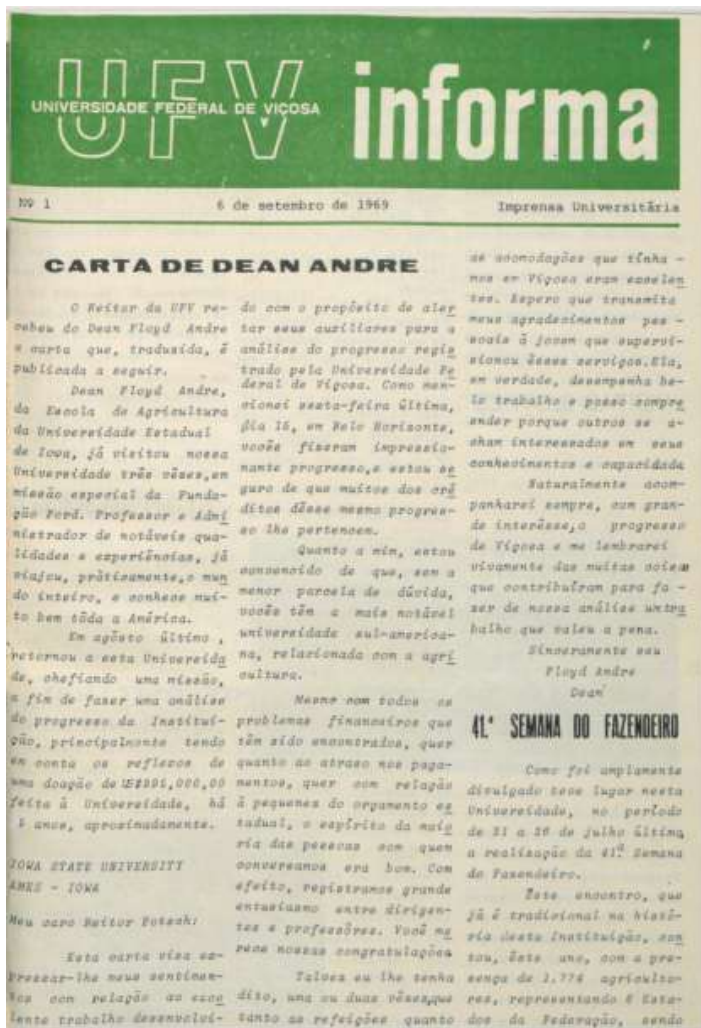 UFV informa
UNIVERSIDADE FEDERAL DE VIÇOSA
Nº 1
6 de setembro de 1969
Imprensa Universitária
CARTA DE DEAN ANDRE
O Reitor da UFV re-
cebeu do Dean Floyd Andre
a carta que, traduzida, é
publicada a seguir.
Dean Floyd Andre,
da Escola de Agricultura
da Universidade Estadual
de Iowa, já visitou nossa
Universidade três vêzes, em
missão especial da Funda-
ção Ford. Professor e Admi
nistrador de notáveis qua-
lidades e experiências, já
viajou, pràticamente, o mun
do inteiro, e conhece mui-
to bem tôda a América.
Em agôsto último,
retornou a esta Universida
de, chefiando uma missão,
a fim de fazer uma análise
do progresso da Institui-
ção, principalmente tendo
em conta os reflexos de
uma doação de
feita à Universidade, há
anos, aproximadamente.
IOWA STATE UNIVERSITY
AMES - IOWA
Meu caro Reitor Potsch:
Esta carta visa ex-
pressar-lhe meus sentimen-
tos com relação ao exce
lente trabalho desenvolvi-
do com o propósito de aler
tar seus auxiliares para a
análise do progresso regis
trado pela Universidade Fe
deral de Viçosa. Como men-
cionei sexta-feira última,
dia 15, em Belo Horizonte,
vocês fizeram impressio-
nante progresso, e estou se
guro de que muitos dos cré
ditos dêsse mesmo progres-
so lhe pertencem.
Quanto a mim, estou
convencido de que, sem a
menor parcela de dúvida,
vocês têm a mais notável
universidade sul-america-
na, relacionada com a agri
cultura.
Mesmo com todos os
problemas financeiros que
têm sido encontrados, quer
quanto ao atraso nos paga-
mentos, quer com relação
à pequenez do orçamento es
tadual, o espírito da maio
ria das pessoas com quem
conversamos era bom. Com
efeito, registramos grande
entusiasmo entre dirigen-
tes e professôres. Você me
rece nossas congratulações
Talvez eu lhe tenha
dito, uma ou duas vêzes, que
tanto as refeições quanto
as acomodações que tínha-
mos em Viçosa eram excelen
tes. Espero que transmita
meus agradecimentos pes-
soais à jovem que supervi-
sionou êsses serviços. Ela,
em verdade, desempenha be-
lo trabalho e posso compre
ender porque outros se a-
cham interessados em seus
conhecimentos e capacidade
Naturalmente acom-
panharei sempre, com gran-
de interêsse, o progresso
de Viçosa e me lembrarei
vivamente das muitas coisas
que contribuíram para fa-
zer de nossa análise um tra
balho que valeu a pena.
Sinceramente seu
Floyd Andre
Dean
41.ª SEMANA DO FAZENDEIRO
Como foi amplamente
divulgado teve lugar nesta
Universidade, no período
de 21 a 26 de julho última
a realização da 41ª Semana
do Fazendeiro.
Êste encontro, que
já é tradicional na histó-
ria desta Instituição, con
tou, êste ano, com a pre-
sença de 1.774 agriculto-
res, representando 6 Esta-
dos da Federação, sendo